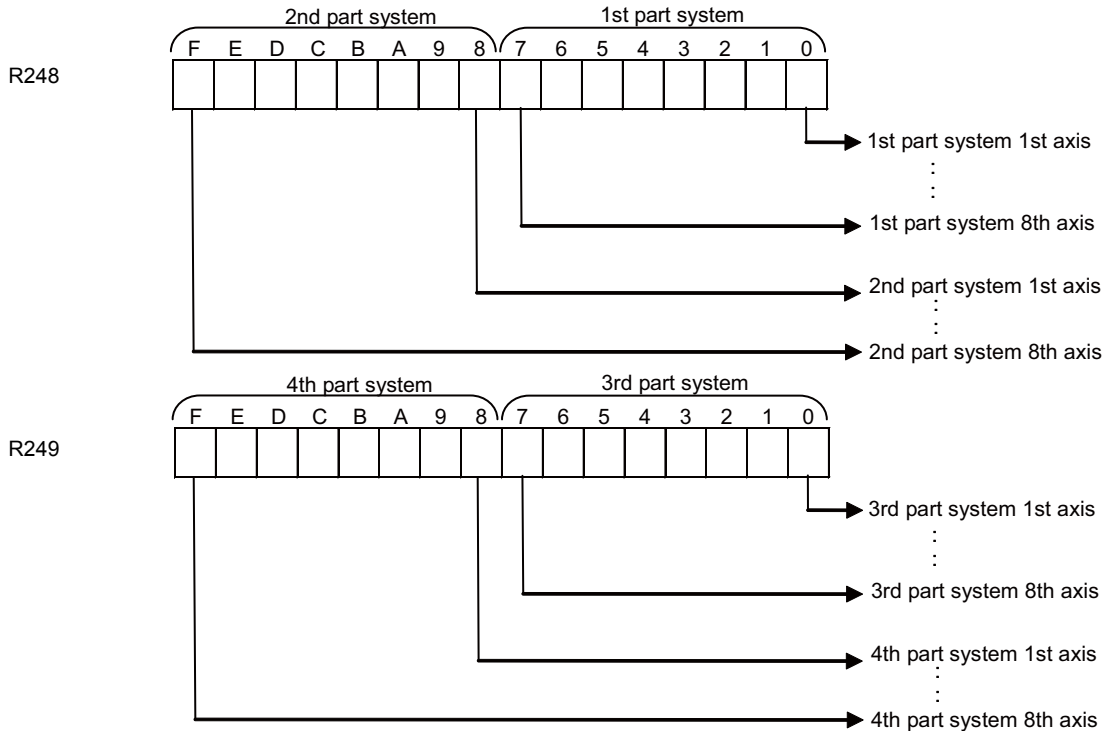 2nd part system 1st part system
F E D C B A 9 8 7 6 5 4 3 2 1 0
R248
1st part system 1st axis
1st part system 8th axis
2nd part system 1st axis
2nd part system 8th axis
4th part system 3rd part system
F E D C B A 9 8 7 6 5 4 3 2 1 0
R249
3rd part system 1st axis
3rd part system 8th axis
4th part system 1st axis
4th part system 8th axis